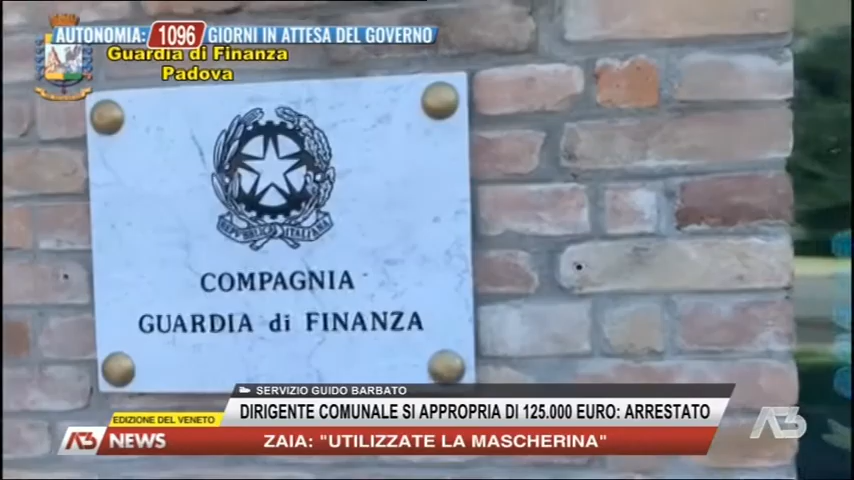 AUTONOMIA: 1096 GIORNI IN ATTESA DEL GOVERNO
Guardia di Finanza
Padova
REPVBBLICA ITALIANA
COMPAGNIA
GUARDIA di FINANZA
SERVIZIO GUIDO BARBATO
DIRIGENTE COMUNALE SI APPROPRIA DI 125.000 EURO: ARRESTATO
EDIZIONE DEL VENETO
A3 NEWS
ZAIA: "UTILIZZATE LA MASCHERINA"
A3